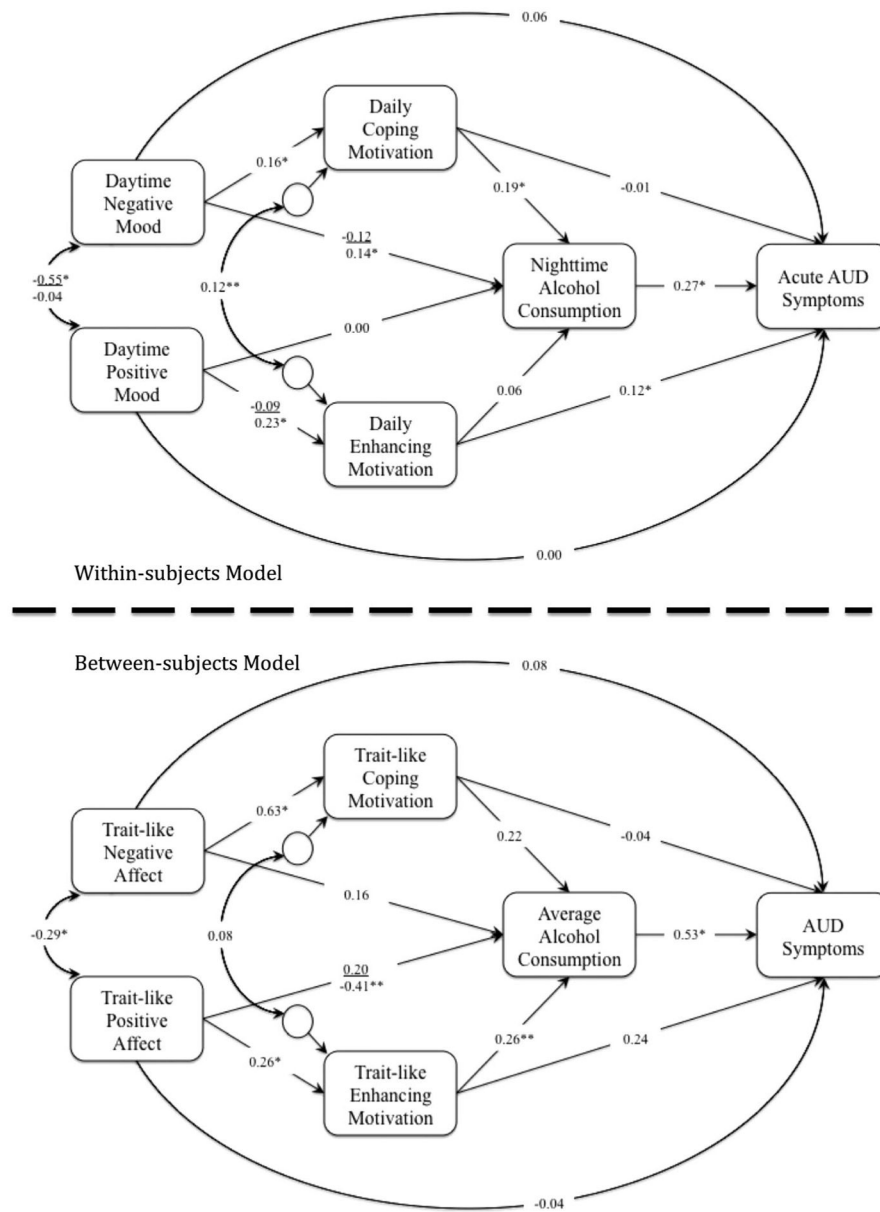 0.06
Daily
Coping
Motivation
0.16*
Daytime
Negative
Mood
0.19*
-0.01
-0.12
0.14*
-0.55*
-0.04
0.12**
Nighttime
Alcohol
Consumption
0.27*
Acute AUD
Symptoms
0.00
Daytime
Positive
Mood
0.06
0.12*
-0.09
0.23*
Daily
Enhancing
Motivation
0.00
Within-subjects Model
Between-subjects Model
0.08
Trait-like
Coping
Motivation
0.63*
Trait-like
Negative
Affect
0.22
-0.04
0.16
-0.29*
0.08
Average
Alcohol
Consumption
0.53*
AUD
Symptoms
0.20
-0.41**
Trait-like
Positive
Affect
0.26**
0.24
0.26*
Trait-like
Enhancing
Motivation
-0.04